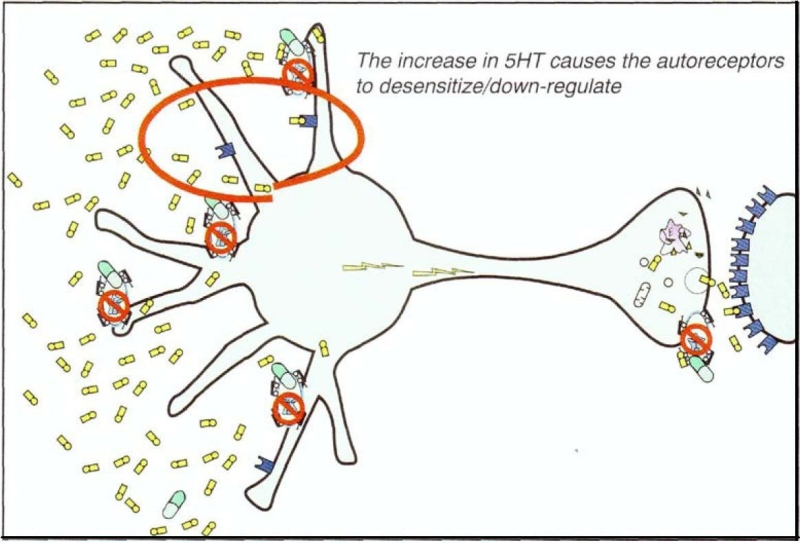 The increase in 5HT causes the autoreceptors
to desensitize/down-regulate